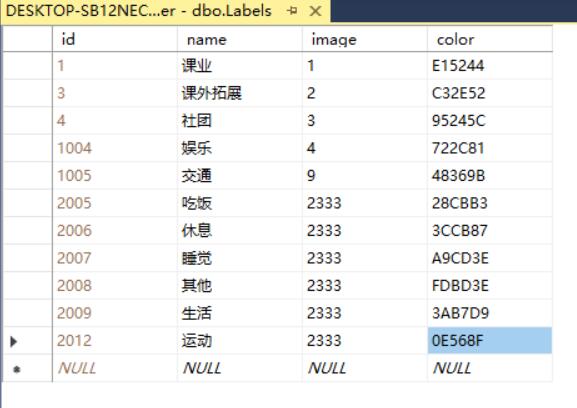 DESKTOP-SB12NEC...er - dbo.Labels
id name image color
1 课业 1 E15244
3 课外拓展 2 C32E52
4 社团 3 95245C
1004 娱乐 4 722C81
1005 交通 9 48369B
2005 吃饭 2333 28CBB3
2006 休息 2333 3CCB87
2007 睡觉 2333 A9CD3E
2008 其他 2333 FDBD3E
2009 生活 2333 3AB7D9
2012 运动 2333 0E568F
NULL NULL NULL NULL